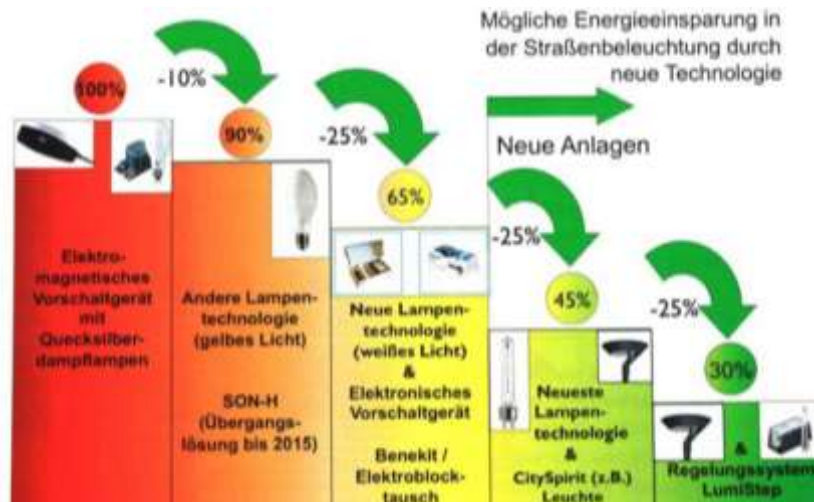 Mögliche Energieeinsparung in
der Straßenbeleuchtung durch
neue Technologie
Neue Anlagen
100%
-10%
90%
-25%
65%
-25%
45%
-25%
30%
Elektro-
magnetisches
Vorschaltgerät
mit
Quecksilber-
dampflampen
Andere Lampen-
technologie
(gelbes Licht)
SON-H
(Übergangs-
lösung bis 2015)
Neue Lampen-
technologie
(weißes Licht)
&
Elektronisches
Vorschaltgerät
Benekit /
Elektroblock-
tausch
Neueste
Lampen-
technologie
&
CitySpirit (z.B.)
Leuchte
&
Regelungssystem
LumiStep